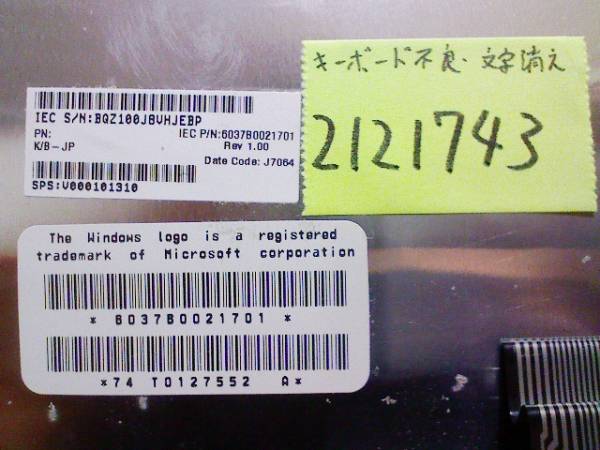 IEC S/N:BQZ100JBVHJEBP
PN: IEC P/N:6037B0021701
K/B-JP Rev 1.00
Date Code: J7064
SPS:V000101310
キーボード不良・文字消え
2121743
The Windows logo is a registered
trademark of Microsoft corporation
* 6037B0021701 *
*74 T0127552 A*